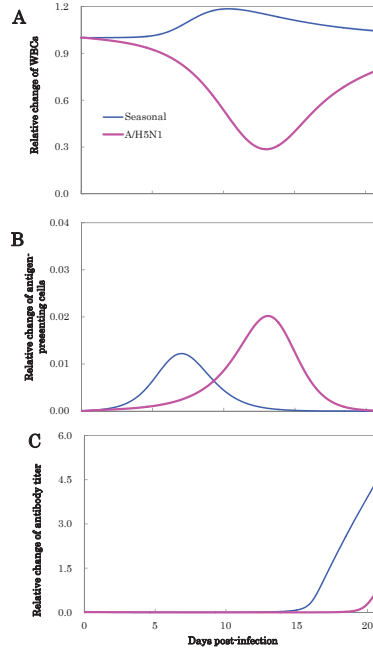 A
Relative change of WBCs
1.2
0.9
0.6
0.3
0.0
Seasonal
A/H5N1
B
Relative change of antigen-
presenting cells
0.04
0.03
0.02
0.01
0.00
C
Relative change of antibody titer
6.0
4.5
3.0
1.5
0.0
0 5 10 15 20
Days post-infection